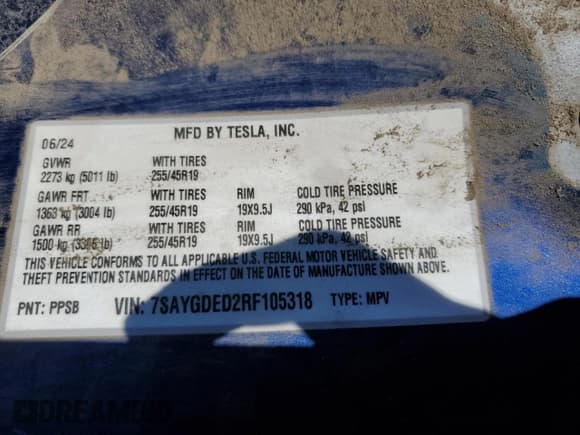 MFD BY TESLA, INC.
06/24
GVWR WITH TIRES
2273 kg (5011 lb) 255/45R19
GAWR FRT WITH TIRES RIM COLD TIRE PRESSURE
1363 kg (3004 lb) 255/45R19 19X9.5J 290 kPa, 42 psi
GAWR RR WITH TIRES RIM COLD TIRE PRESSURE
1500 kg lb) 255/45R19 19X9.5J 290 kPa, 42 psi
THIS VEHICLE CONFORMS TO ALL APPLICABLE U.S. FEDERAL MOTOR VEHICLE SAFETY AND
THEFT PREVENTION STANDARDS IN EFFECT ON THE DATE OF MANUFACTURE SHOWN ABOVE.
PNT: PPSB VIN: 7SAYGDED2RF105318 TYPE: MPV